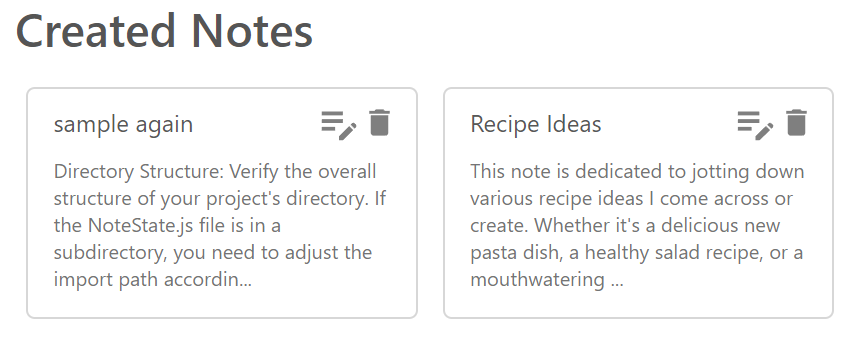 Created Notes
sample again
Directory Structure: Verify the overall
structure of your project's directory. If
the NoteState.js file is in a
subdirectory, you need to adjust the
import path accordin...
Recipe Ideas
This note is dedicated to jotting down
various recipe ideas I come across or
create. Whether it's a delicious new
pasta dish, a healthy salad recipe, or a
mouthwatering ...